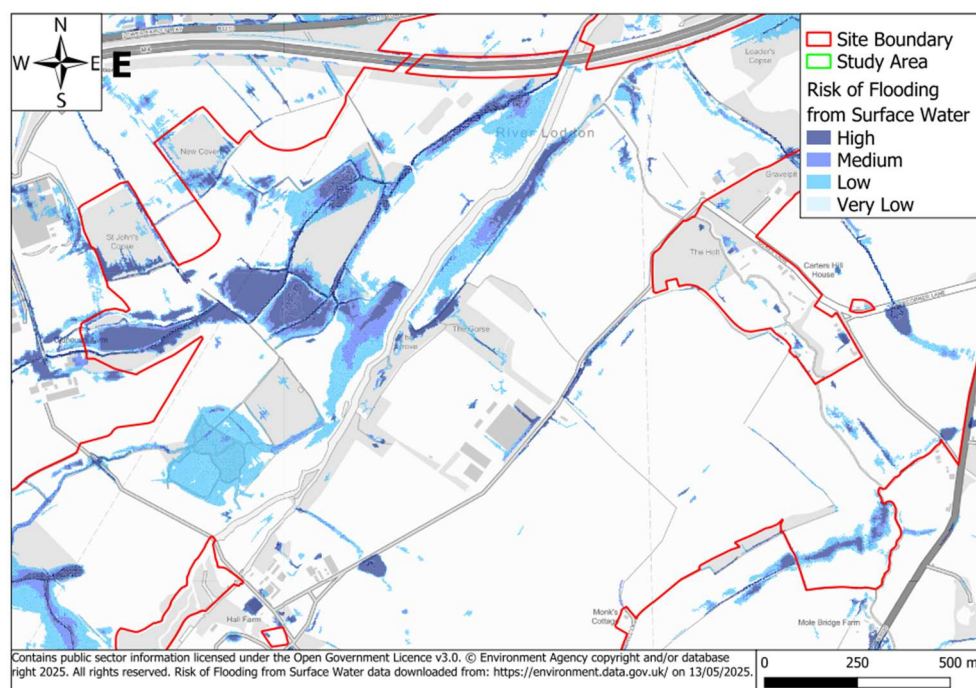 N
W
E
S
E
Site Boundary
Study Area
Risk of Flooding
from Surface Water
High
Medium
Low
Very Low
M4
Loader's
Copse
River Loddon
New Covert
Gravelpit
St John's
Copse
The Holt
Carters Hill
House
The Gorse
Monk's
Cottage
Hall Farm
Mole Bridge Farm
Contains public sector information licensed under the Open Government Licence v3.0. © Environment Agency copyright and/or database
right 2025. All rights reserved. Risk of Flooding from Surface Water data downloaded from: https://environment.data.gov.uk/ on 13/05/2025.
0 250 500 m